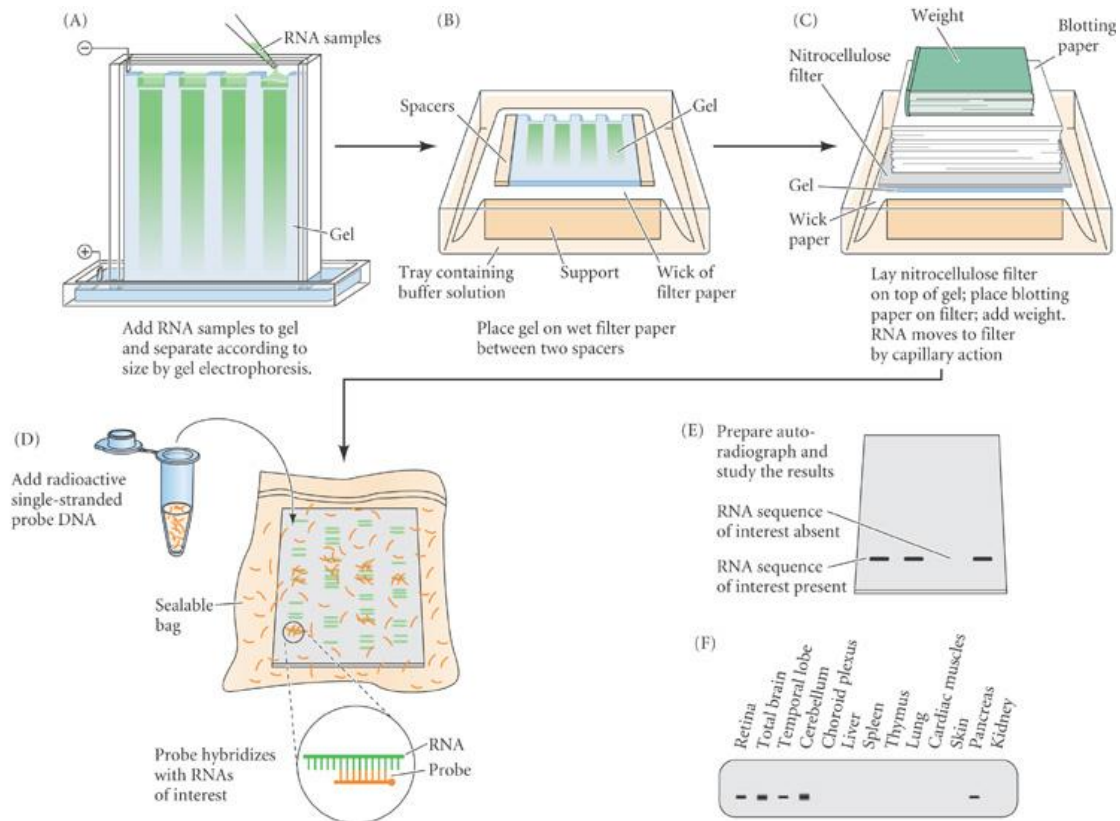 (A)
RNA samples
−
+
Gel
Add RNA samples to gel
and separate according to
size by gel electrophoresis.
(B)
Spacers
Gel
Tray containing
buffer solution
Support
Wick of
filter paper
Place gel on wet filter paper
between two spacers
(C)
Weight
Blotting
paper
Nitrocellulose
filter
Gel
Wick
paper
Lay nitrocellulose filter
on top of gel; place blotting
paper on filter; add weight.
RNA moves to filter
by capillary action
(D)
Add radioactive
single-stranded
probe DNA
Sealable
bag
Probe hybridizes
with RNAs
of interest
RNA
Probe
(E)
Prepare auto-
radiograph and
study the results
RNA sequence
of interest absent
RNA sequence
of interest present
(F)
Retina
Total brain
Temporal lobe
Cerebellum
Choroid plexus
Liver
Spleen
Thymus
Lung
Cardiac muscles
Skin
Pancreas
Kidney